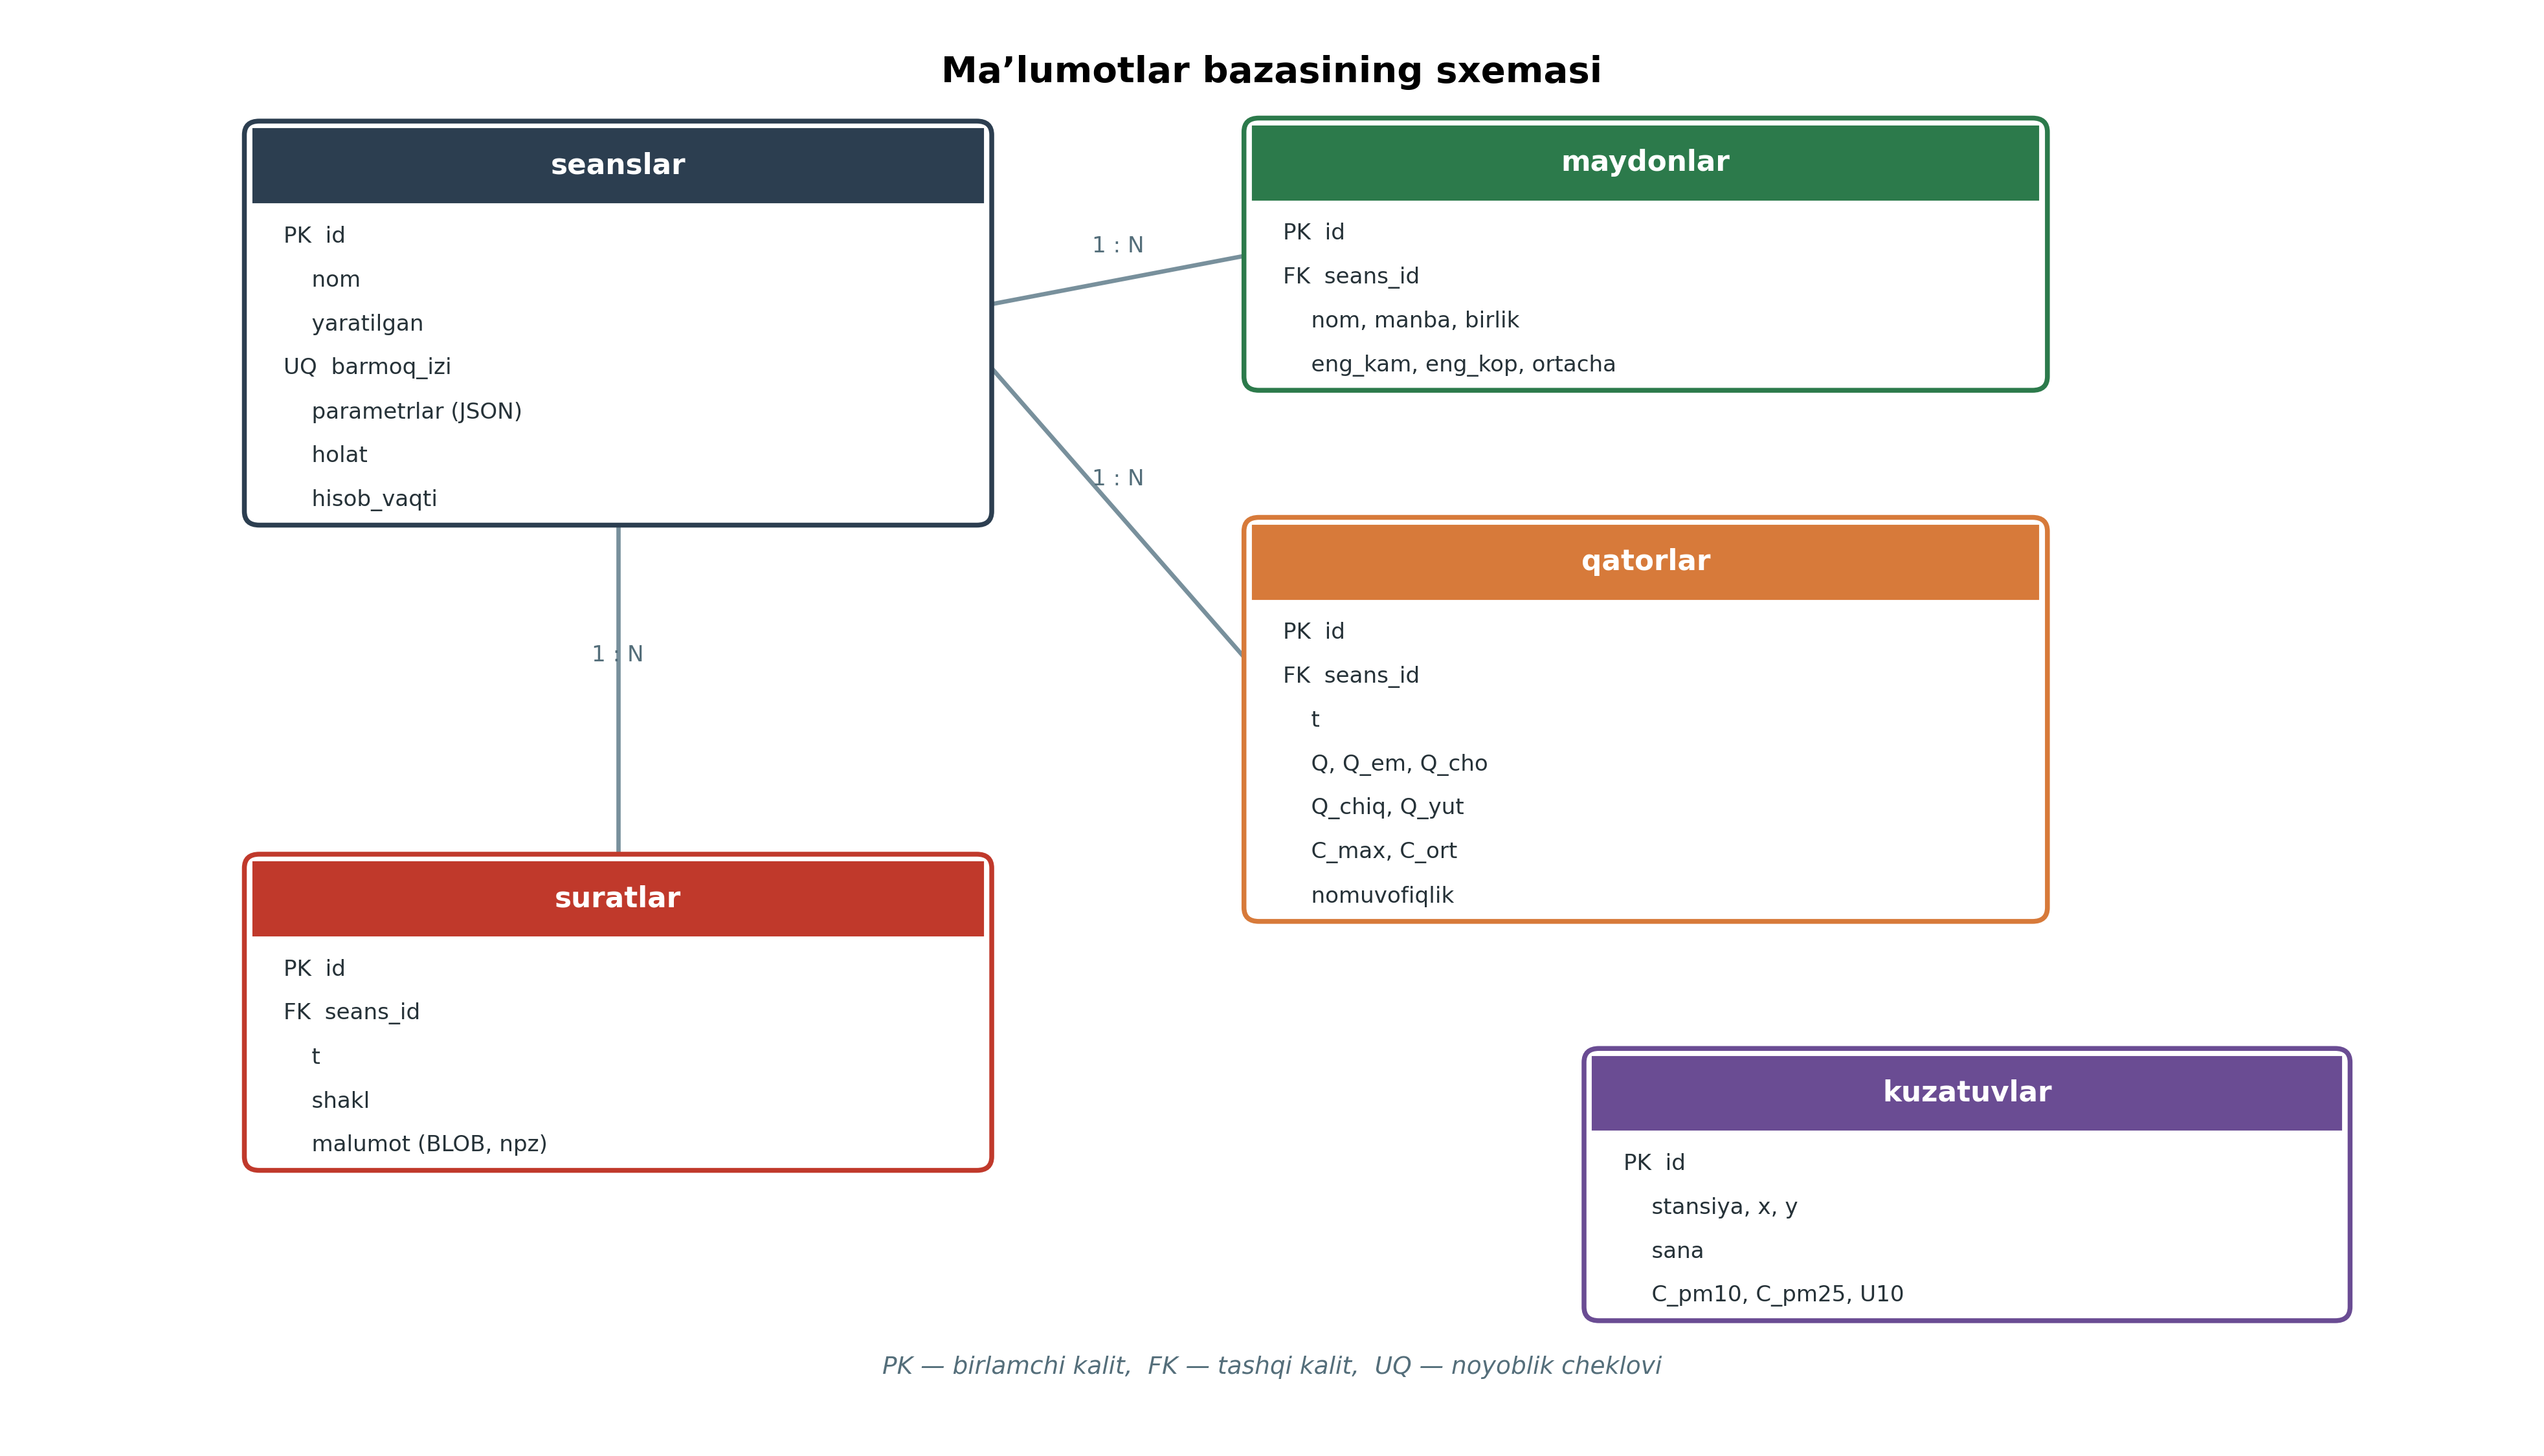 Ma’lumotlar bazasining sxemasi
seanslar
PK id
nom
yaratilgan
UQ barmoq_izi
parametrlar (JSON)
holat
hisob_vaqti
1 : N
maydonlar
PK id
FK seans_id
nom, manba, birlik
eng_kam, eng_kop, ortacha
1 : N
qatorlar
PK id
FK seans_id
t
Q, Q_em, Q_cho
Q_chiq, Q_yut
C_max, C_ort
nomuvofiqlik
1 : N
suratlar
PK id
FK seans_id
t
shakl
malumot (BLOB, npz)
kuzatuvlar
PK id
stansiya, x, y
sana
C_pm10, C_pm25, U10
PK — birlamchi kalit, FK — tashqi kalit, UQ — noyoblik cheklovi